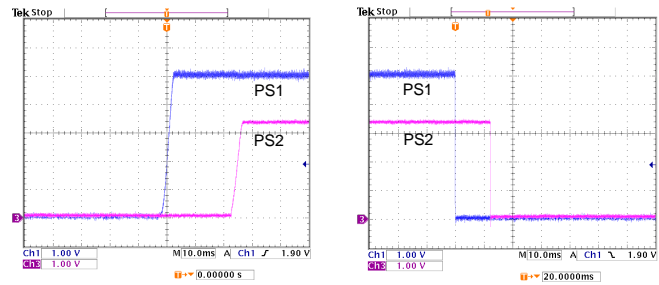 Tek Stop
T
T
PS1
PS2
3
Ch1 1.00 V
Ch3 1.00 V
M 10.0ms A Ch1 1.90 V
T 0.00000 s
Tek Stop
T
T
PS1
PS2
3
Ch1 1.00 V
Ch3 1.00 V
M 10.0ms A Ch1 1.90 V
T 20.0000ms